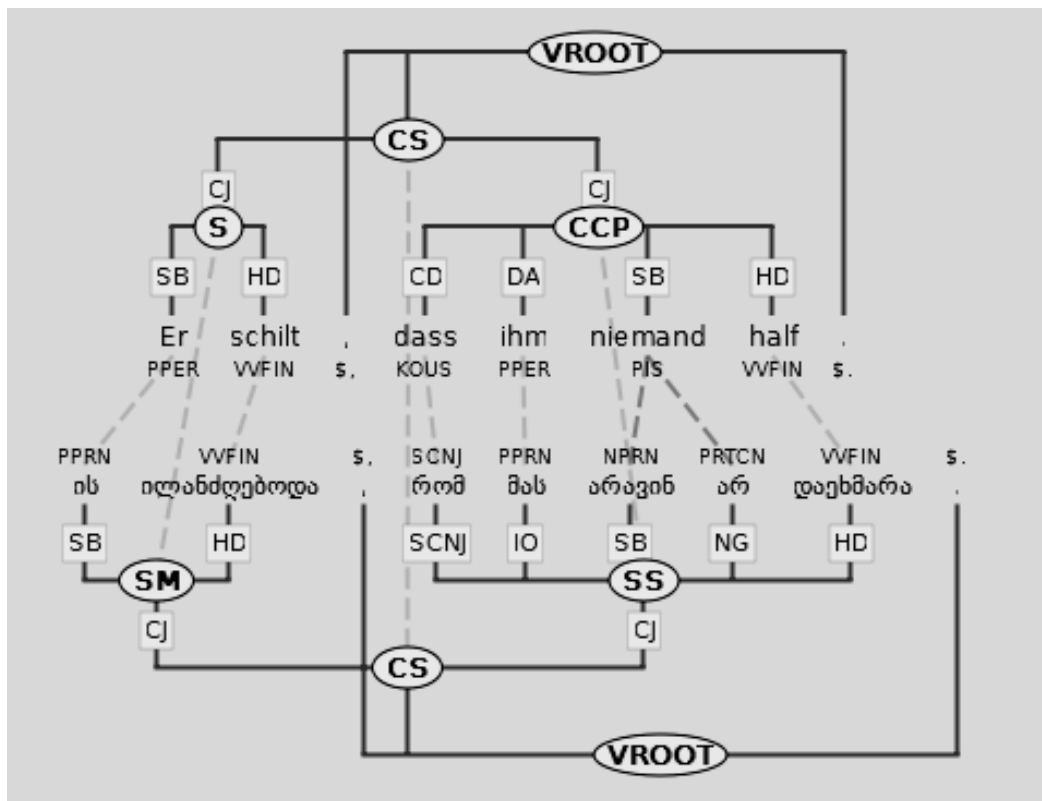 VROOT
CS
CJ CJ
S CCP
SB HD CD DA SB HD
Er schilt , dass ihm niemand half .
PPER VVFIN $, KOUS PPER PIS VVFIN $.
PPRN VVFIN $, SCNJ PPRN NPRN PRTCN VVFIN $.
ის ილანძღებოდა , რომ მას არავინ არ დაეხმარა .
SB HD SCNJ IO SB NG HD
SM SS
CJ CJ
CS
VROOT